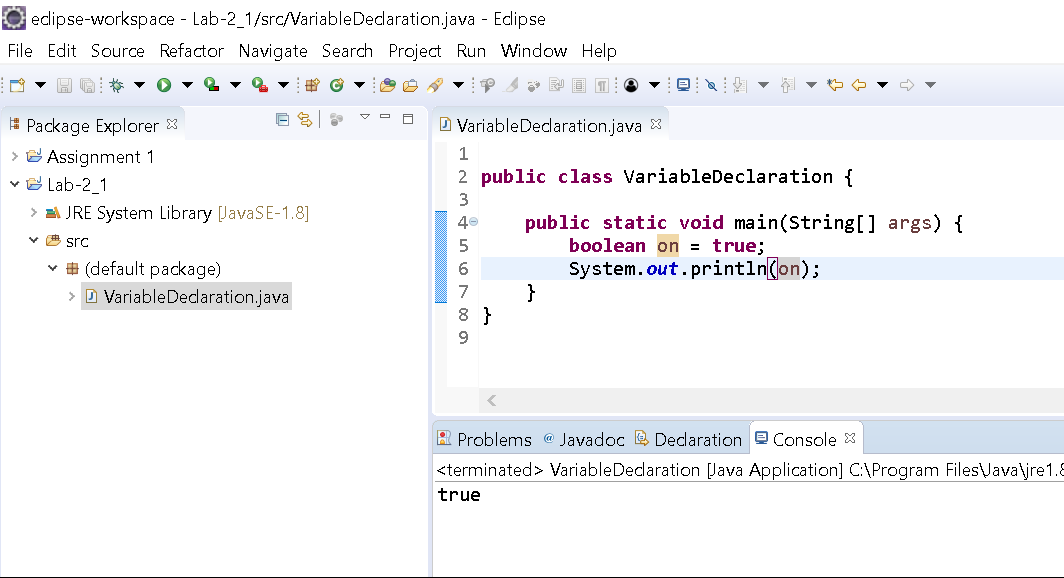 eclipse-workspace - Lab-2_1/src/VariableDeclaration.java - Eclipse
File Edit Source Refactor Navigate Search Project Run Window Help
Package Explorer
Assignment 1
Lab-2_1
JRE System Library [JavaSE-1.8]
src
(default package)
VariableDeclaration.java
VariableDeclaration.java
1
2 public class VariableDeclaration {
3
4 public static void main(String[] args) {
5 boolean on = true;
6 System.out.println(on);
7 }
8 }
9
Problems @ Javadoc Declaration Console
<terminated> VariableDeclaration [Java Application] C:\Program Files\Java\jre1.8
true